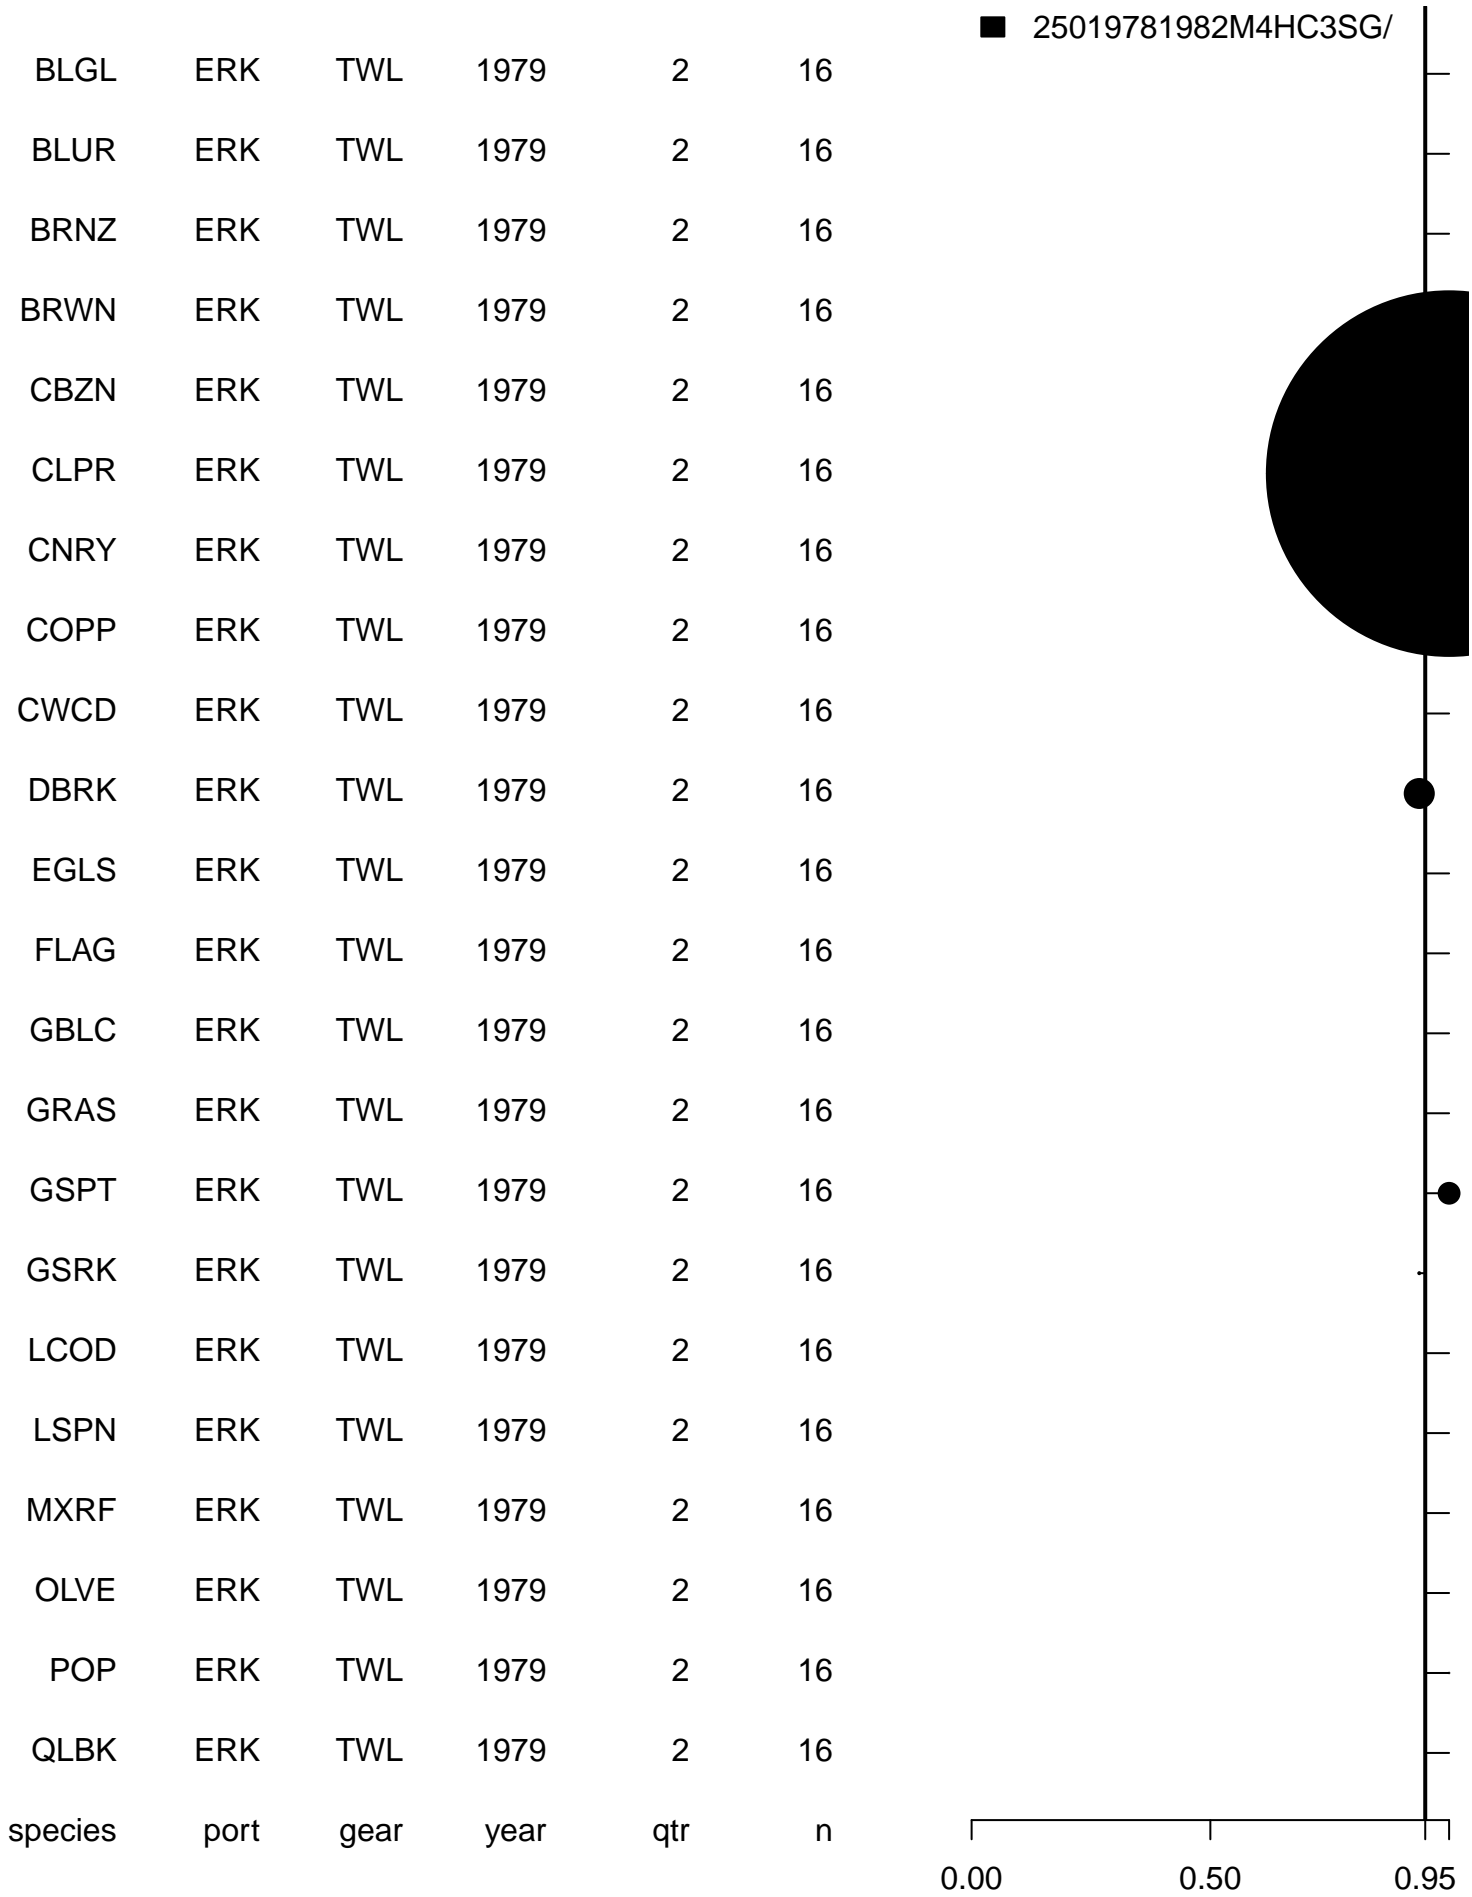 25019781982M4HC3SG/
BLGL ERK TWL 1979 2 16
BLUR ERK TWL 1979 2 16
BRNZ ERK TWL 1979 2 16
BRWN ERK TWL 1979 2 16
CBZN ERK TWL 1979 2 16
CLPR ERK TWL 1979 2 16
CNRY ERK TWL 1979 2 16
COPP ERK TWL 1979 2 16
CWCD ERK TWL 1979 2 16
DBRK ERK TWL 1979 2 16
EGLS ERK TWL 1979 2 16
FLAG ERK TWL 1979 2 16
GBLC ERK TWL 1979 2 16
GRAS ERK TWL 1979 2 16
GSPT ERK TWL 1979 2 16
GSRK ERK TWL 1979 2 16
LCOD ERK TWL 1979 2 16
LSPN ERK TWL 1979 2 16
MXRF ERK TWL 1979 2 16
OLVE ERK TWL 1979 2 16
POP ERK TWL 1979 2 16
QLBK ERK TWL 1979 2 16
species port gear year qtr n
0.00 0.50 0.95